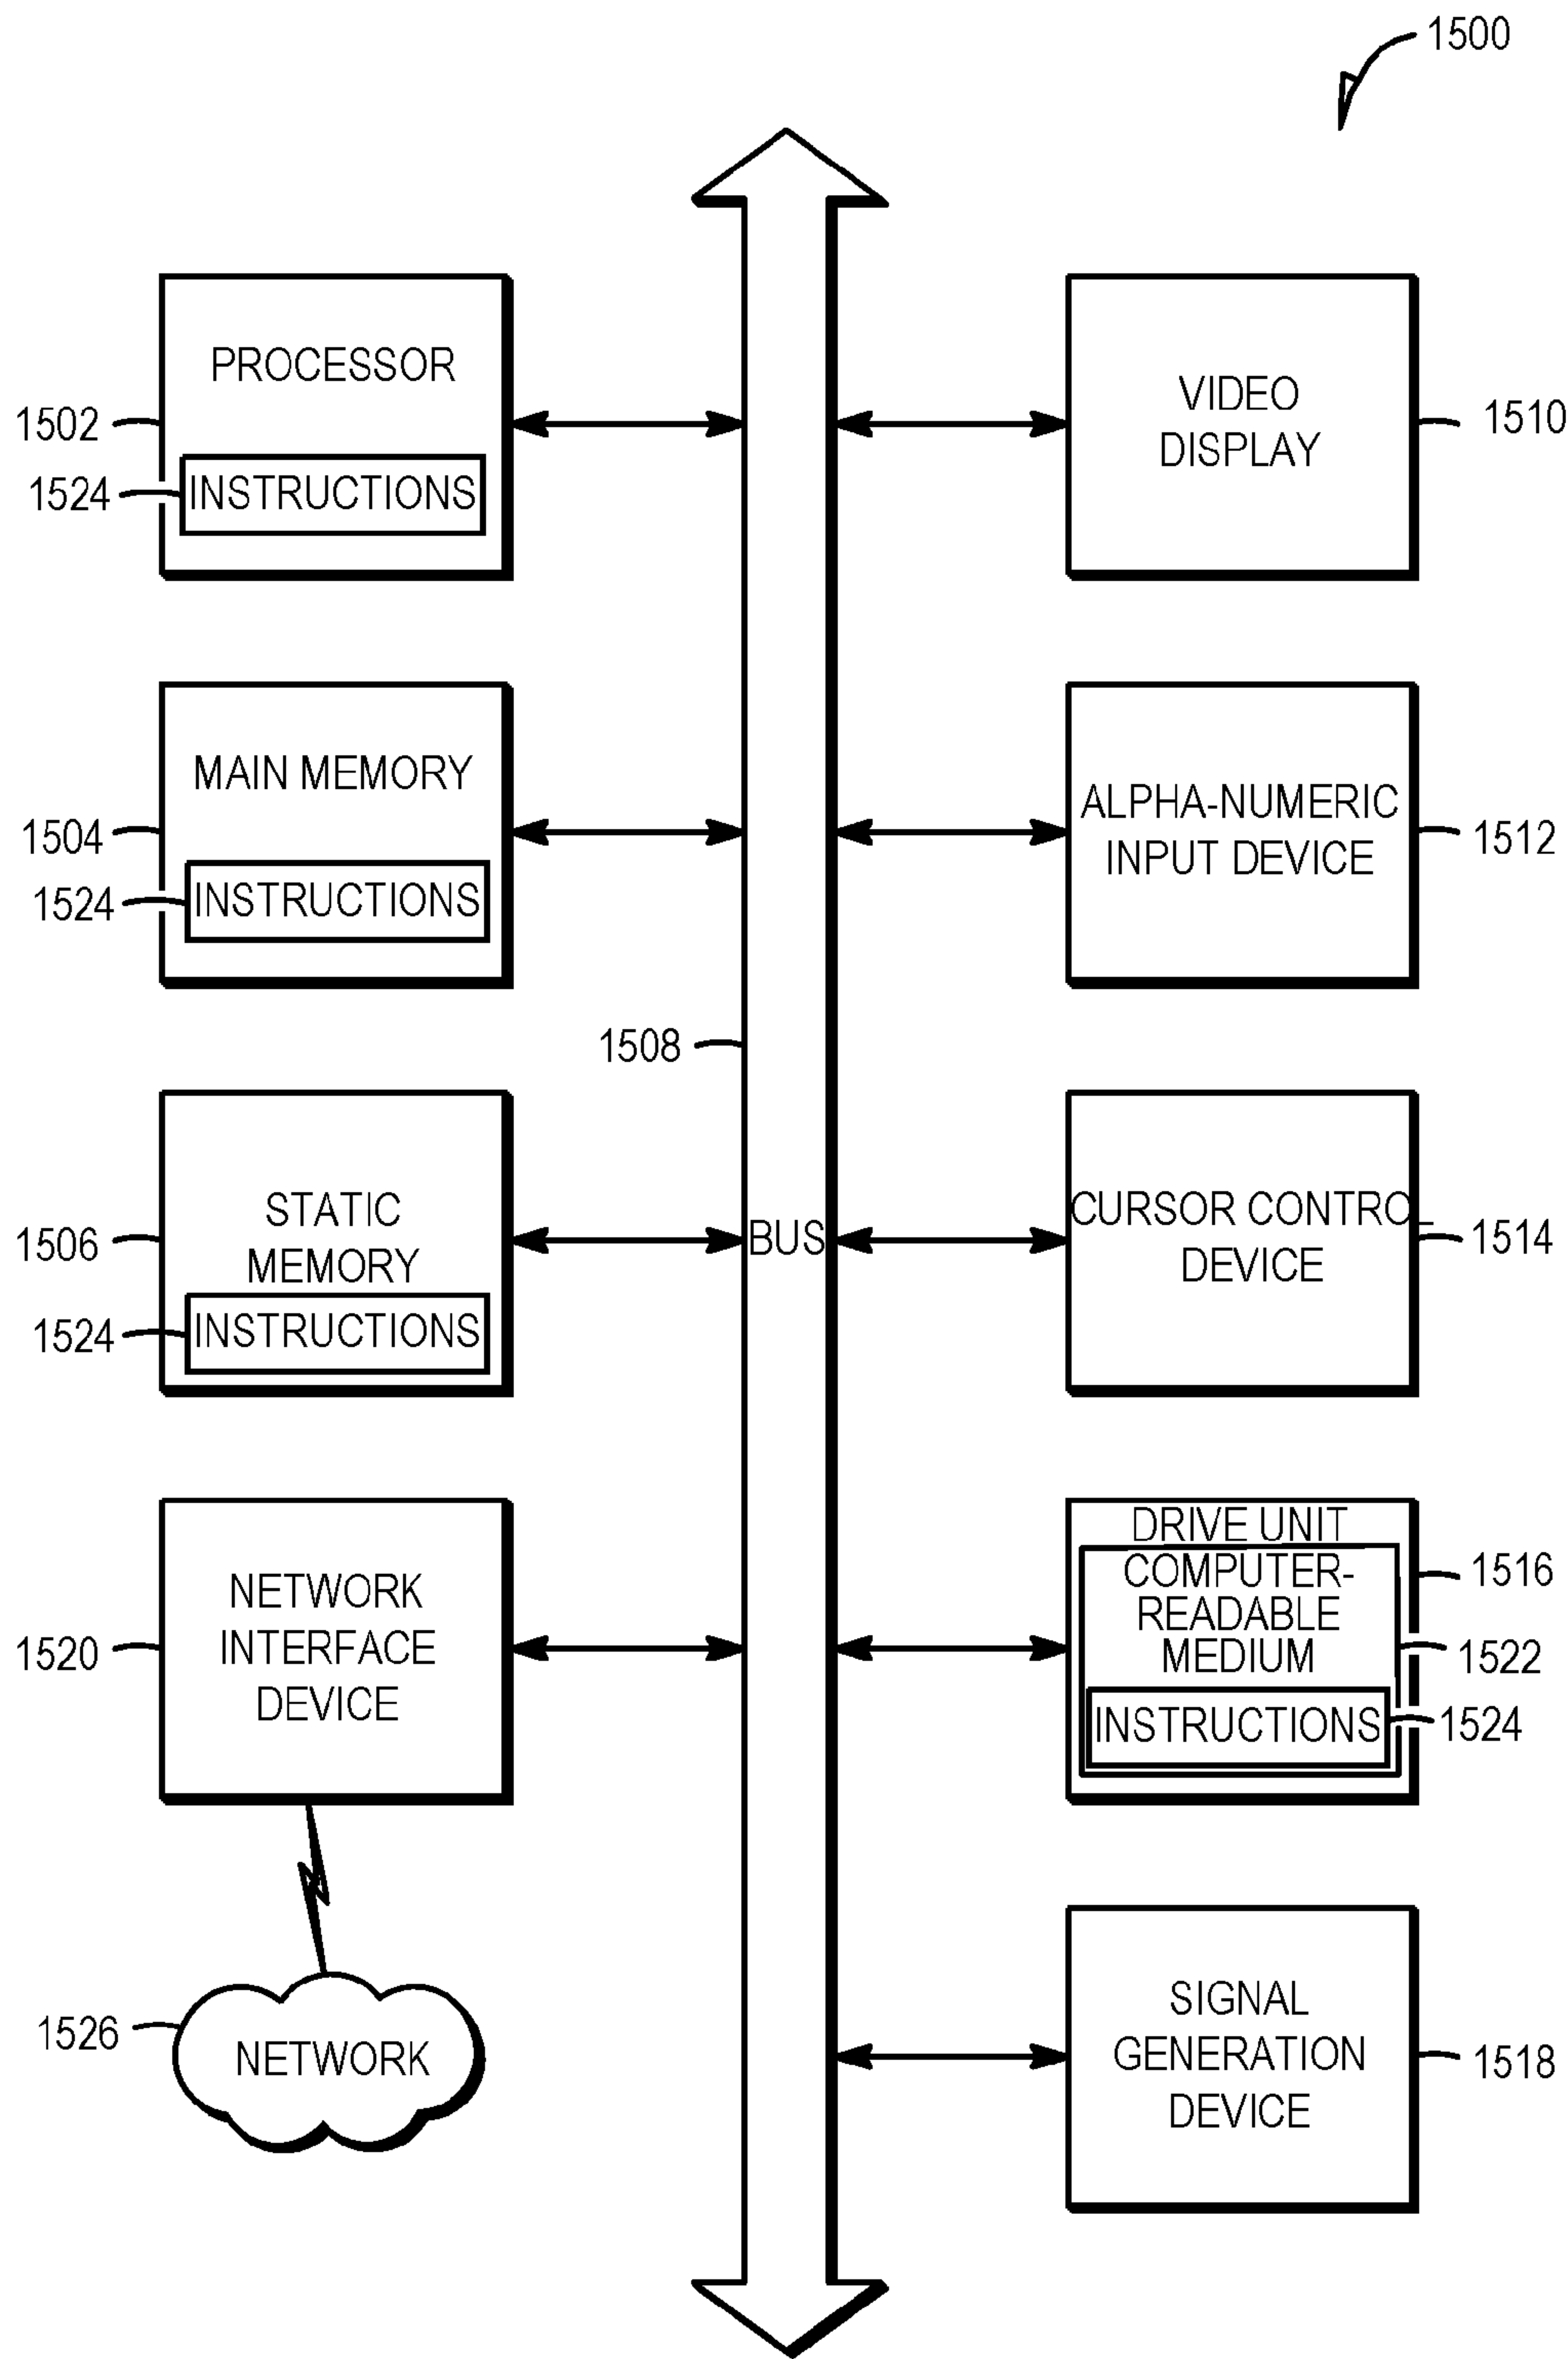 1500
PROCESSOR
1502
1524
INSTRUCTIONS
VIDEO
DISPLAY
1510
MAIN MEMORY
1504
1524
INSTRUCTIONS
ALPHA-NUMERIC
INPUT DEVICE
1512
1508
BUS
STATIC
MEMORY
1506
1524
INSTRUCTIONS
CURSOR CONTROL
DEVICE
1514
NETWORK
INTERFACE
DEVICE
1520
DRIVE UNIT
COMPUTER-
READABLE
MEDIUM
INSTRUCTIONS
1516
1522
1524
1526
NETWORK
SIGNAL
GENERATION
DEVICE
1518